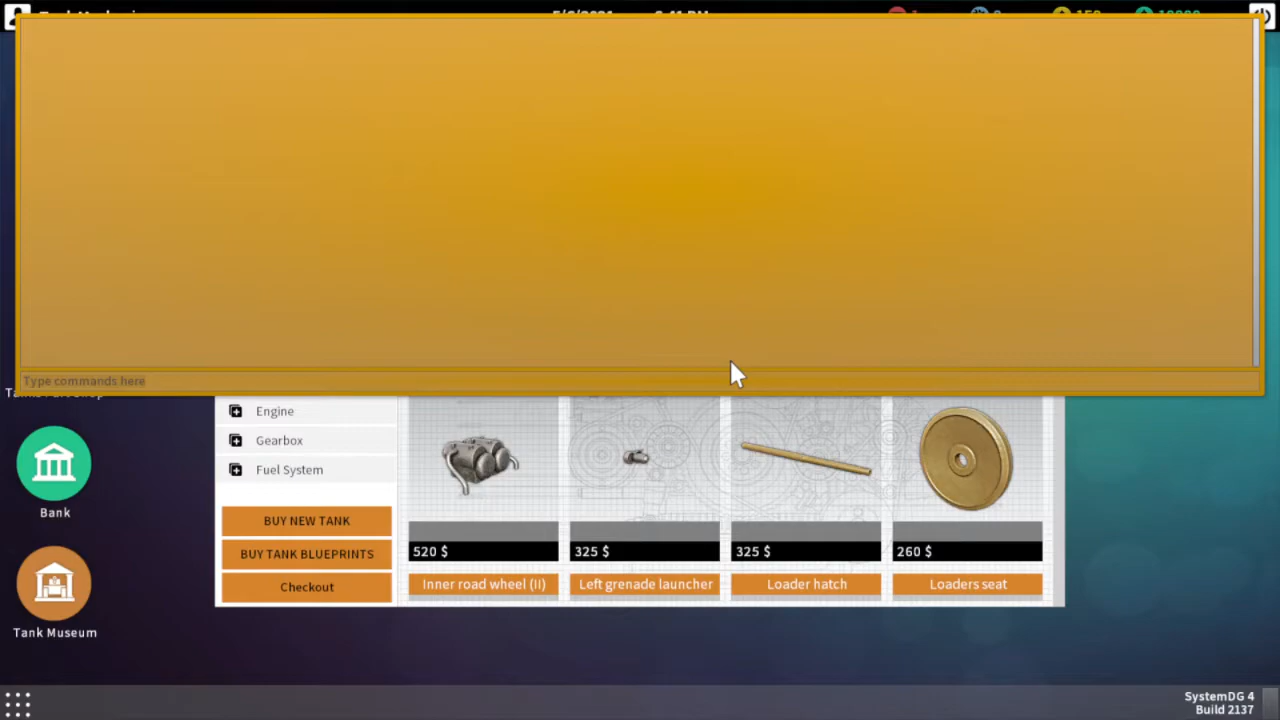 Type commands here
Engine
Gearbox
Fuel System
Bank
BUY NEW TANK
BUY TANK BLUEPRINTS
Checkout
520 $
325 $
325 $
260 $
Inner road wheel (II)
Left grenade launcher
Loader hatch
Loaders seat
Tank Museum
SystemDG 4
Build 2137